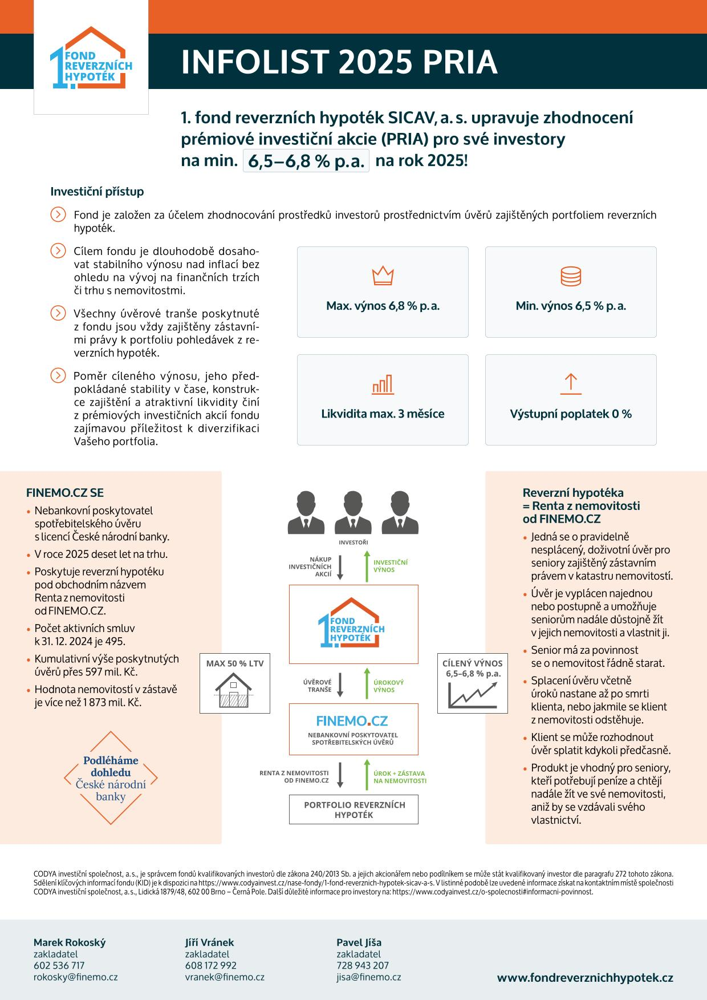 1. FOND
REVERZNÍCH
HYPOTÉK
INFOLIST 2025 PRIA
1. fond reverzních hypoték SICAV, a. s. upravuje zhodnocení
prémiové investiční akcie (PRIA) pro své investory
na min. 6,5–6,8 % p. a. na rok 2025!
Investiční přístup
Fond je založen za účelem zhodnocování prostředků investorů prostřednictvím úvěrů zajištěných portfoliem reverzních
hypoték.
Cílem fondu je dlouhodobě dosaho-
vat stabilního výnosu nad inflací bez
ohledu na vývoj na finančních trzích
či trhu s nemovitostmi.
Všechny úvěrové tranše poskytnuté
z fondu jsou vždy zajištěny zástavní-
mi právy k portfoliu pohledávek z re-
verzních hypoték.
Poměr cíleného výnosu, jeho před-
pokládané stability v čase, konstruk-
ce zajištění a atraktivní likvidity činí
z prémiových investičních akcií fondu
zajímavou příležitost k diverzifikaci
Vašeho portfolia.
Max. výnos 6,8 % p. a.
Min. výnos 6,5 % p. a.
Likvidita max. 3 měsíce
Výstupní poplatek 0 %
FINEMO.CZ SE
• Nebankovní poskytovatel
spotřebitelského úvěru
s licencí České národní banky.
• V roce 2025 deset let na trhu.
• Poskytuje reverzní hypotéku
pod obchodním názvem
Renta z nemovitosti
od FINEMO.CZ.
• Počet aktivních smluv
k 31. 12. 2024 je 495.
• Kumulativní výše poskytnutých
úvěrů přes 597 mil. Kč.
• Hodnota nemovitostí v zástavě
je více než 1 873 mil. Kč.
Podléháme
dohledu
České národní
banky
INVESTOŘI
NÁKUP
INVESTIČNÍCH
AKCIÍ
INVESTIČNÍ
VÝNOS
1. FOND
REVERZNÍCH
HYPOTÉK
MAX 50 % LTV
CÍLENÝ VÝNOS
6,5–6,8 % p.a.
ÚVĚROVÉ
TRANŠE
ÚROKOVÝ
VÝNOS
FINEMO.CZ
NEBANKOVNÍ POSKYTOVATEL
SPOTŘEBITELSKÝCH ÚVĚRŮ
RENTA Z NEMOVITOSTI
OD FINEMO.CZ
ÚROK + ZÁSTAVA
NA NEMOVITOSTI
PORTFOLIO REVERZNÍCH
HYPOTÉK
Reverzní hypotéka
= Renta z nemovitosti
od FINEMO.CZ
• Jedná se o pravidelně
nesplácený, doživotní úvěr pro
seniory zajištěný zástavním
právem v katastru nemovitostí.
• Úvěr je vyplácen najednou
nebo postupně a umožňuje
seniorům nadále důstojně žít
v jejich nemovitosti a vlastnit ji.
• Senior má za povinnost
se o nemovitost řádně starat.
• Splacení úvěru včetně
úroků nastane až po smrti
klienta, nebo jakmile se klient
z nemovitosti odstěhuje.
• Klient se může rozhodnout
úvěr splatit kdykoli předčasně.
• Produkt je vhodný pro seniory,
kteří potřebují peníze a chtějí
nadále žít ve své nemovitosti,
aniž by se vzdávali svého
vlastnictví.
CODYA investiční společnost, a. s., je správcem fondů kvalifikovaných investorů dle zákona 240/2013 Sb. a jejich akcionářem nebo podílníkem se může stát kvalifikovaný investor dle paragrafu 272 tohoto zákona.
Sdělení klíčových informací fondu (KID) je k dispozici na https://www.codyainvest.cz/nase-fondy/1-fond-reverznich-hypotek-sicav-a-s. V listinné podobě lze uvedené informace získat na kontaktním místě společnosti
CODYA investiční společnost, a. s., Lidická 1879/48, 602 00 Brno – Černá Pole. Další důležité informace pro investory na: https://www.codyainvest.cz/o-spolecnosti#informacni-povinnost.
Marek Rokoský
zakladatel
602 536 717
rokosky@finemo.cz
Jíří Vránek
zakladatel
608 172 992
vranek@finemo.cz
Pavel Jíša
zakladatel
728 943 207
jisa@finemo.cz
www.fondreverznichhypotek.cz